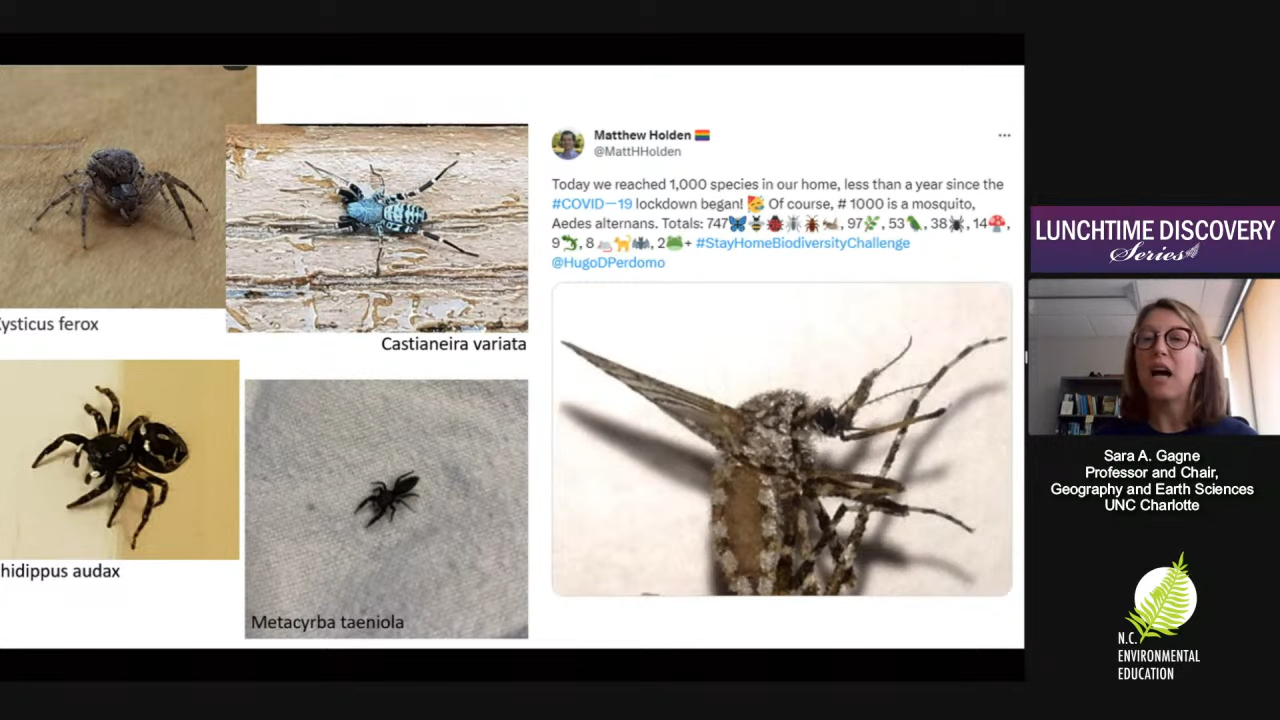 ysticus ferox
Castianeira variata
hidippus audax
Metacyrba taeniola
Matthew Holden
@MattHHolden
Today we reached 1,000 species in our home, less than a year since the
#COVID—19 lockdown began! Of course, # 1000 is a mosquito,
Aedes alternans. Totals: 747, 97, 53, 38, 14,
9, 8, 2+ #StayHomeBiodiversityChallenge
@HugoDPerdomo
LUNCHTIME DISCOVERY
Series
Sara A. Gagne
Professor and Chair,
Geography and Earth Sciences
UNC Charlotte
N.C.
ENVIRONMENTAL
EDUCATION